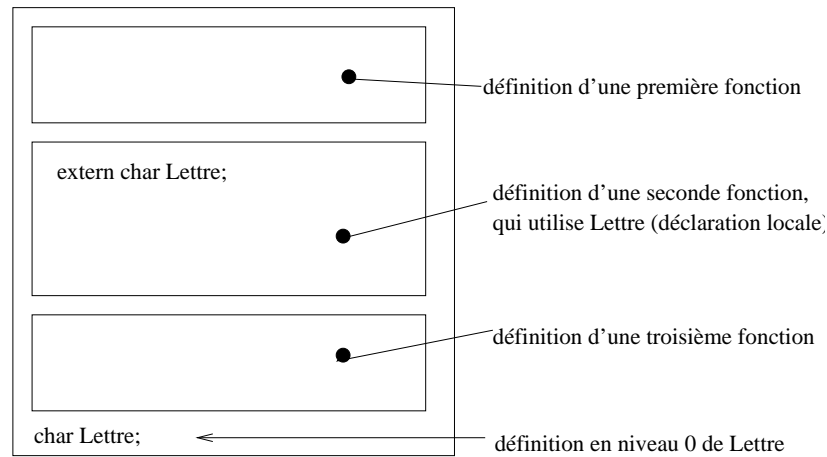 définition d'une première fonction
extern char Lettre;
définition d'une seconde fonction,
qui utilise Lettre (déclaration locale)
définition d'une troisième fonction
char Lettre;
définition en niveau 0 de Lettre